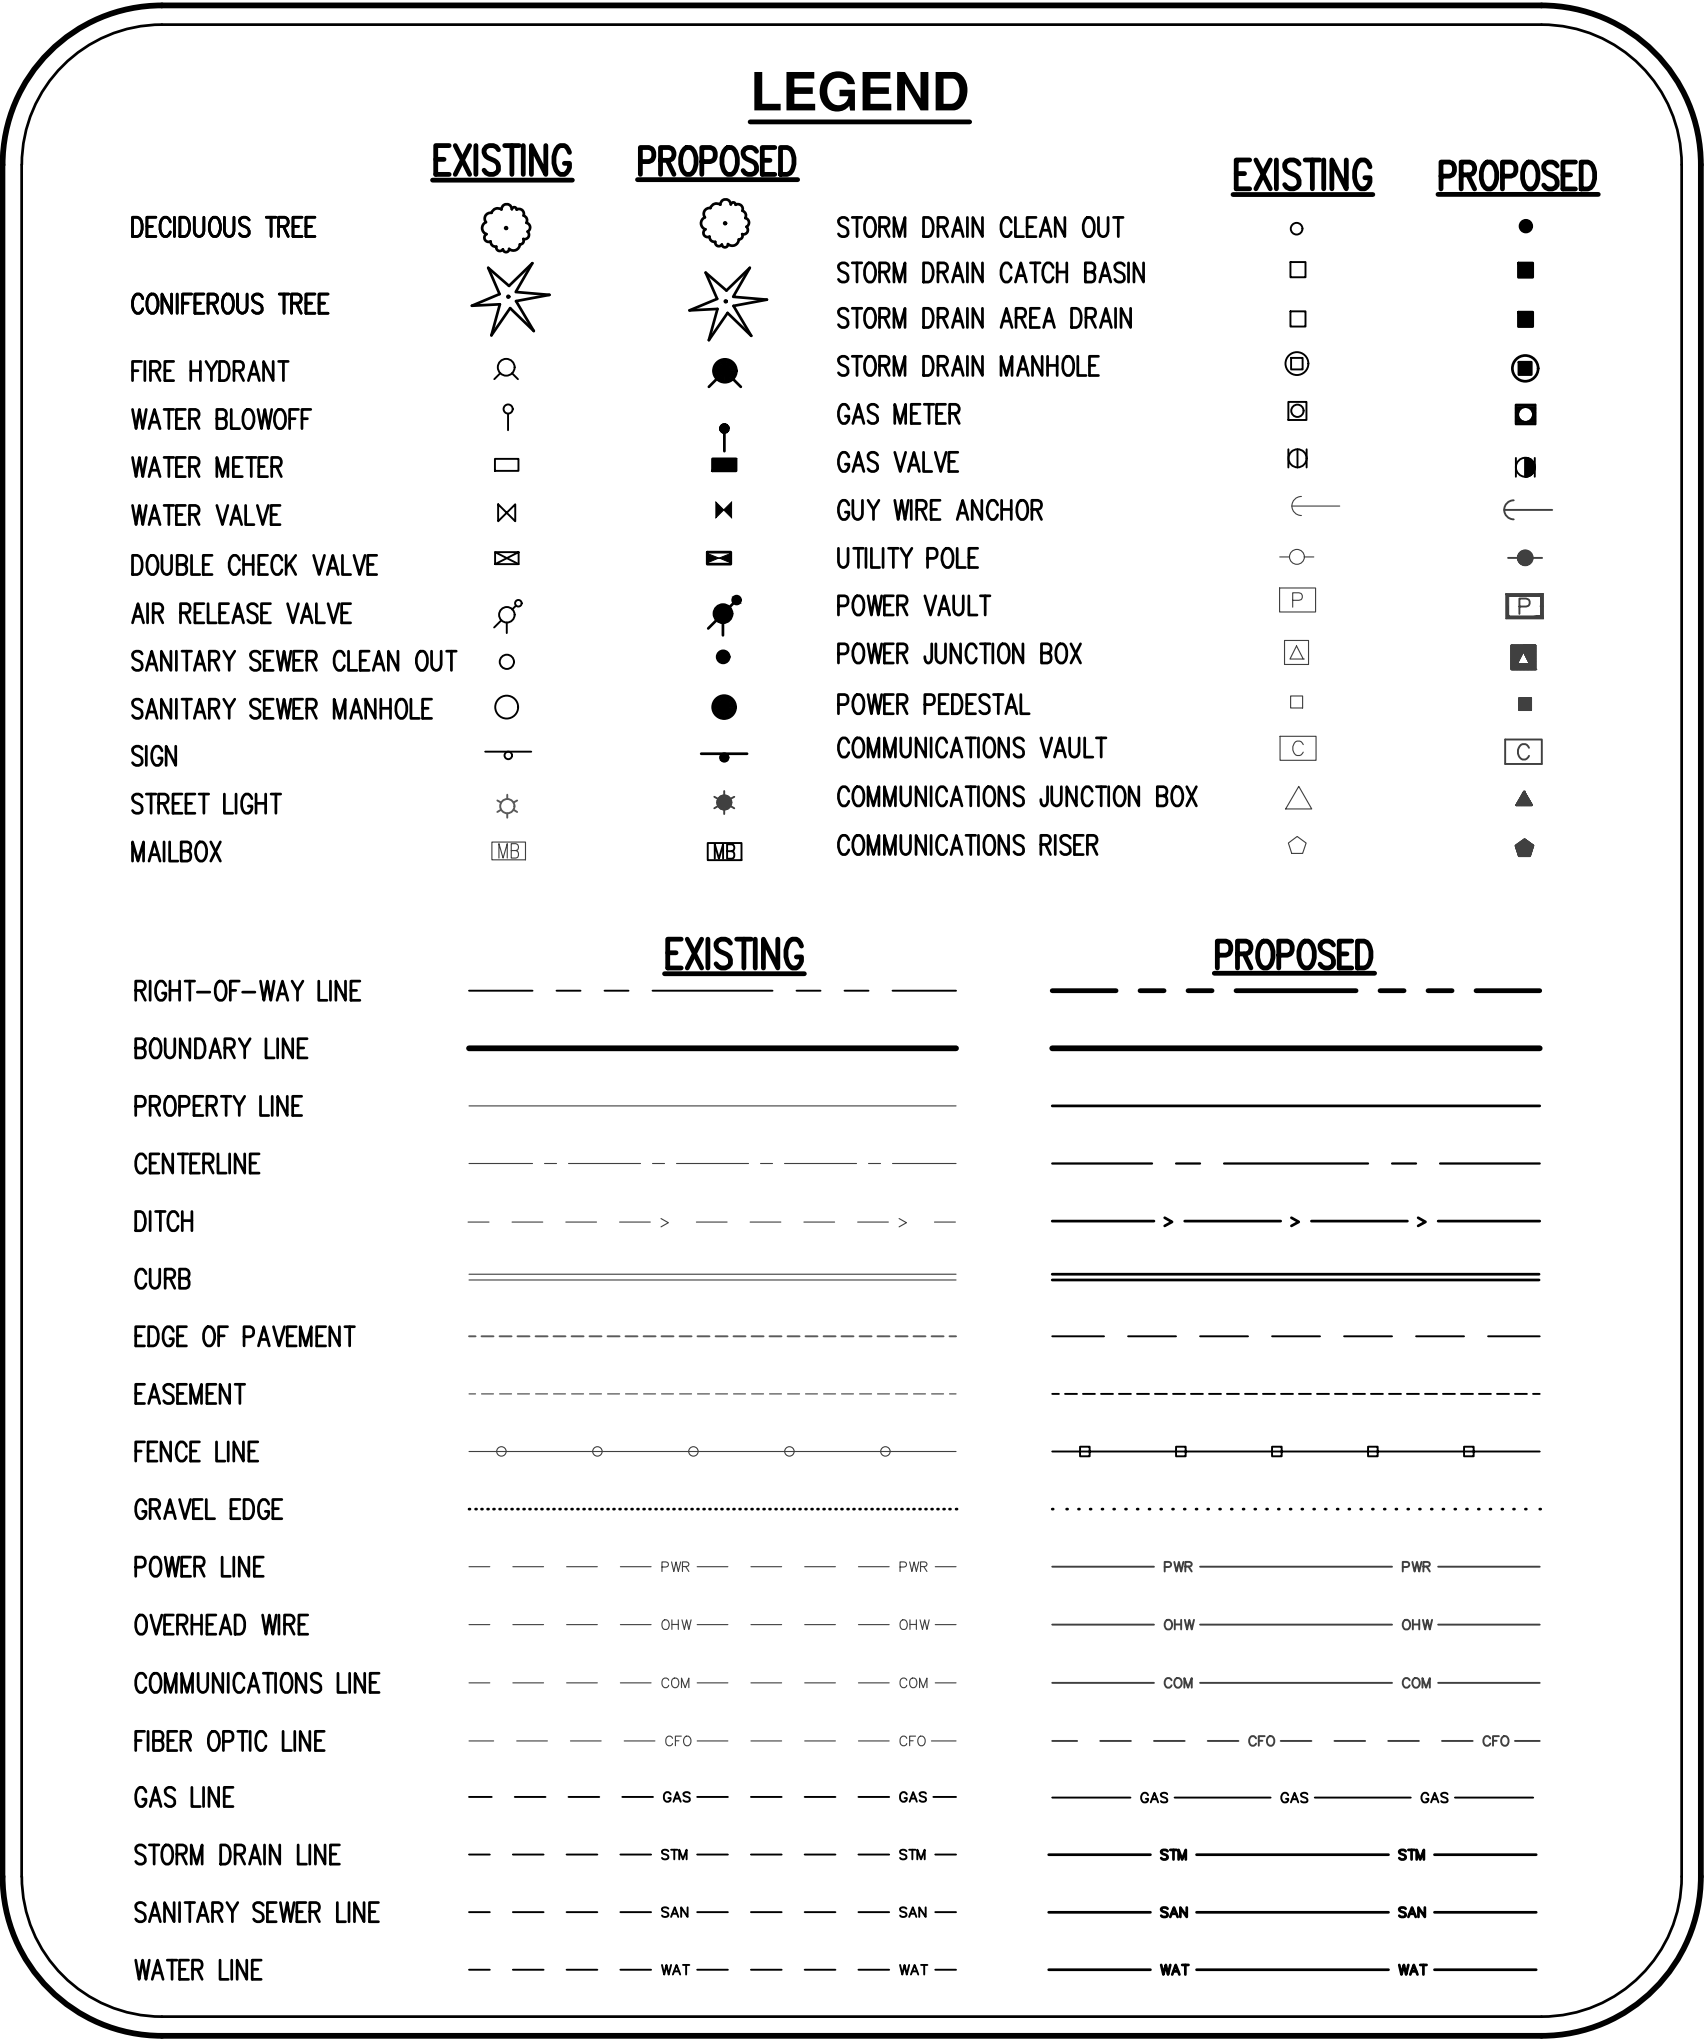 LEGEND
EXISTING PROPOSED
DECIDUOUS TREE
CONIFEROUS TREE
FIRE HYDRANT
WATER BLOWOFF
WATER METER
WATER VALVE
DOUBLE CHECK VALVE
AIR RELEASE VALVE
SANITARY SEWER CLEAN OUT
SANITARY SEWER MANHOLE
SIGN
STREET LIGHT
MAILBOX MB MB
EXISTING PROPOSED
STORM DRAIN CLEAN OUT
STORM DRAIN CATCH BASIN
STORM DRAIN AREA DRAIN
STORM DRAIN MANHOLE
GAS METER
GAS VALVE
GUY WIRE ANCHOR
UTILITY POLE
POWER VAULT P P
POWER JUNCTION BOX
POWER PEDESTAL
COMMUNICATIONS VAULT C C
COMMUNICATIONS JUNCTION BOX
COMMUNICATIONS RISER
EXISTING PROPOSED
RIGHT-OF-WAY LINE
BOUNDARY LINE
PROPERTY LINE
CENTERLINE
DITCH > > > > >
CURB
EDGE OF PAVEMENT
EASEMENT
FENCE LINE
GRAVEL EDGE
POWER LINE PWR PWR PWR PWR
OVERHEAD WIRE OHW OHW OHW OHW
COMMUNICATIONS LINE COM COM COM COM
FIBER OPTIC LINE CFO CFO CFO CFO
GAS LINE GAS GAS GAS GAS GAS
STORM DRAIN LINE STM STM STM STM
SANITARY SEWER LINE SAN SAN SAN SAN
WATER LINE WAT WAT WAT WAT